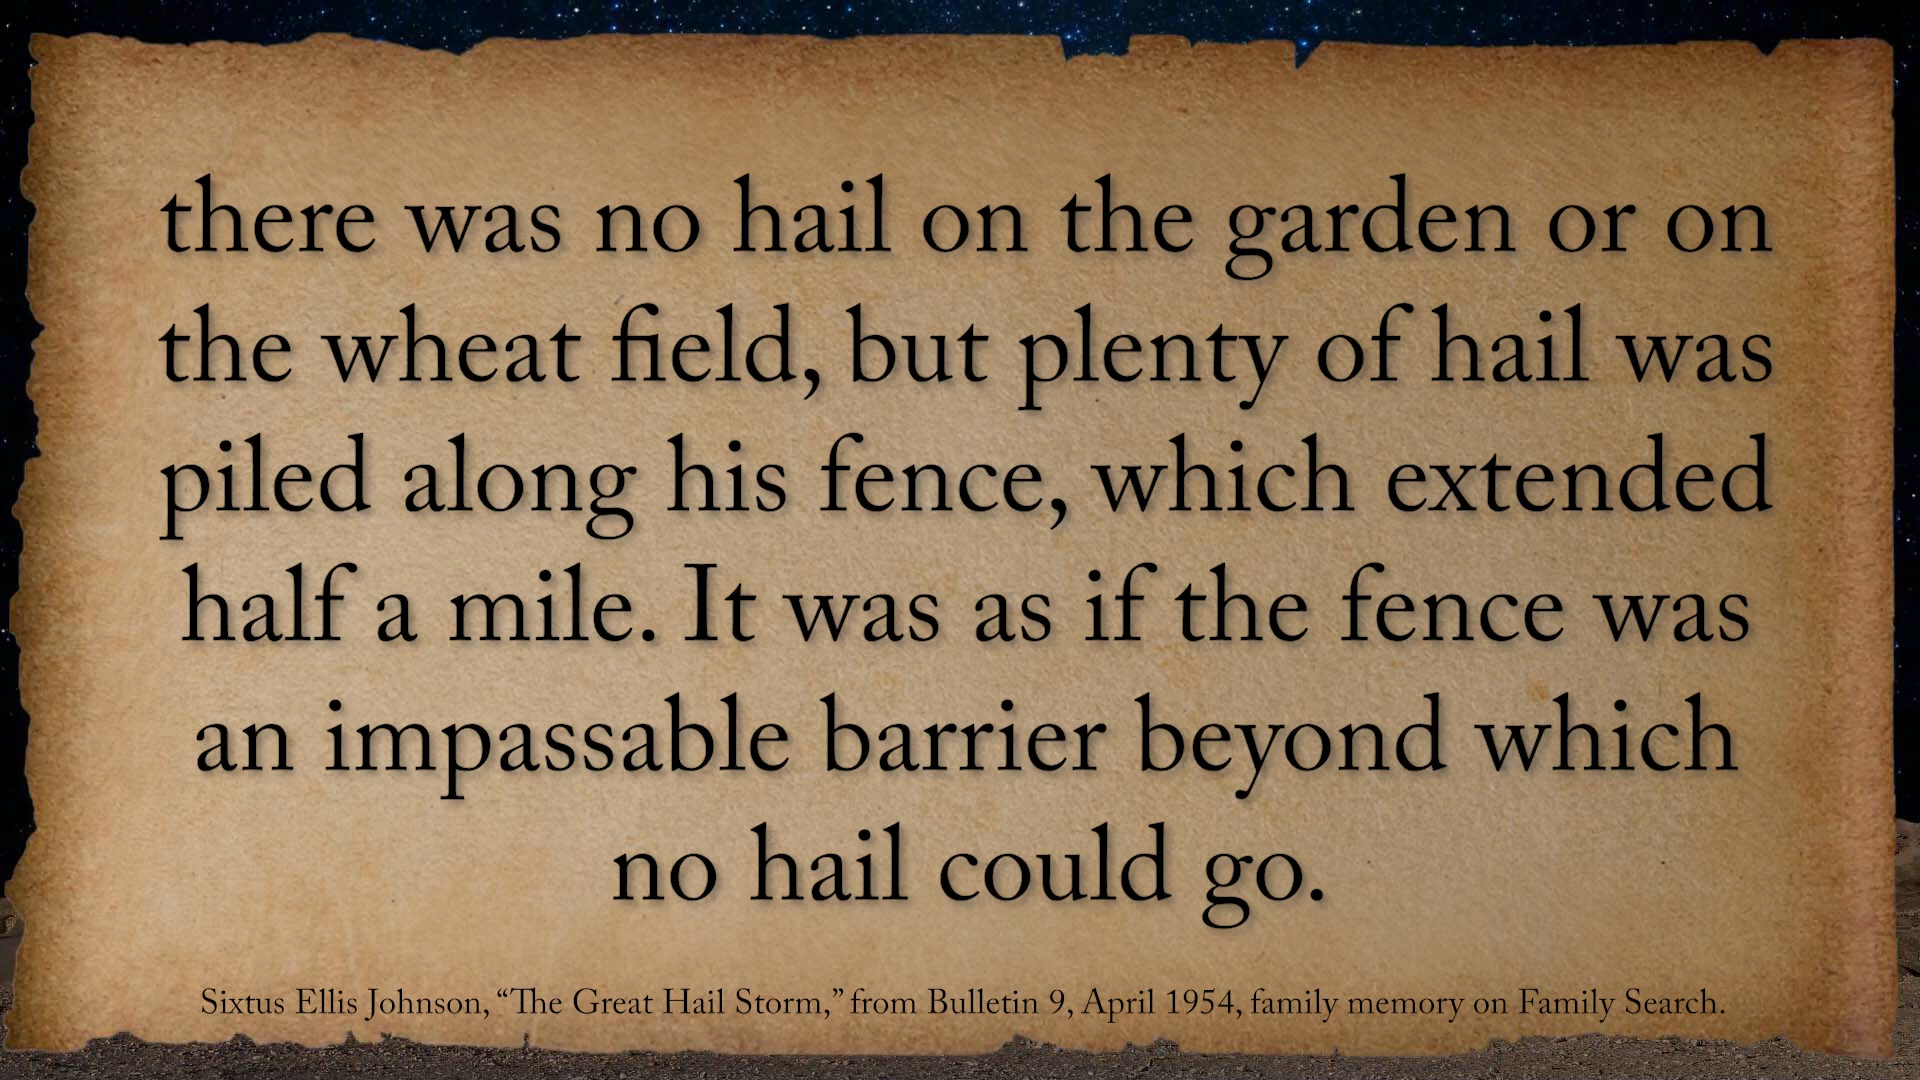 there was no hail on the garden or on
the wheat field, but plenty of hail was
piled along his fence, which extended
half a mile. It was as if the fence was
an impassable barrier beyond which
no hail could go.
Sixtus Ellis Johnson, “The Great Hail Storm,” from Bulletin 9, April 1954, family memory on Family Search.